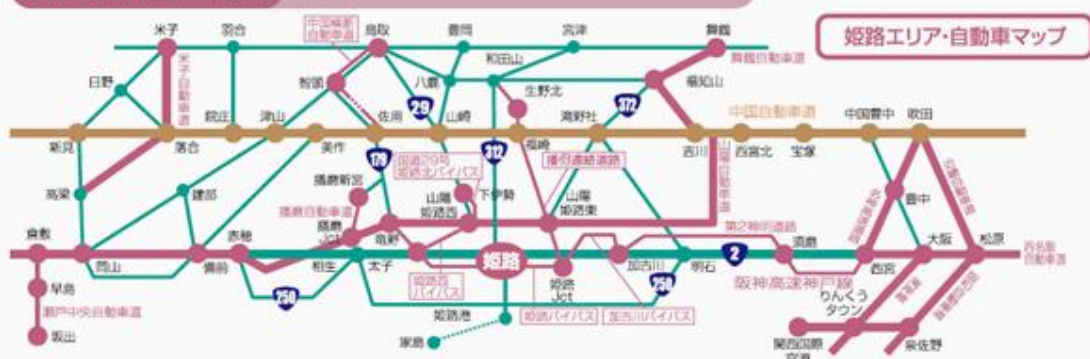 姫路エリア・自動車マップ
中国横断
自動車道
米子
羽合
鳥取
豊岡
宮津
舞鶴
舞鶴自動車道
和田山
日野
智頭
八鹿
生野北
福知山
米子自動車道
29
372
院庄
津山
佐用
山崎
滝野社
中国自動車道
中国豊中
吹田
新見
落合
美作
179
国道29号
姫路北バイパス
312
福崎
播但連絡道路
吉川
西宮北
宝塚
山陽自動車道
高梁
建部
播磨新宮
山陽
姫路西
下伊勢
山陽
姫路東
豊中
播磨自動車道
播磨
Jct
竜野
第2神明道路
倉敷
赤穂
大阪
松原
西名阪
自動車道
岡山
備前
相生
太子
姫路
加古川
明石
2
須磨
西宮
早島
250
姫路西
バイパス
姫路
Jct
250
阪神高速神戸線
りんくう
タウン
瀬戸中央自動車道
姫路港
姫路バイパス
加古川バイパス
坂出
家島
関西国際
空港
泉佐野